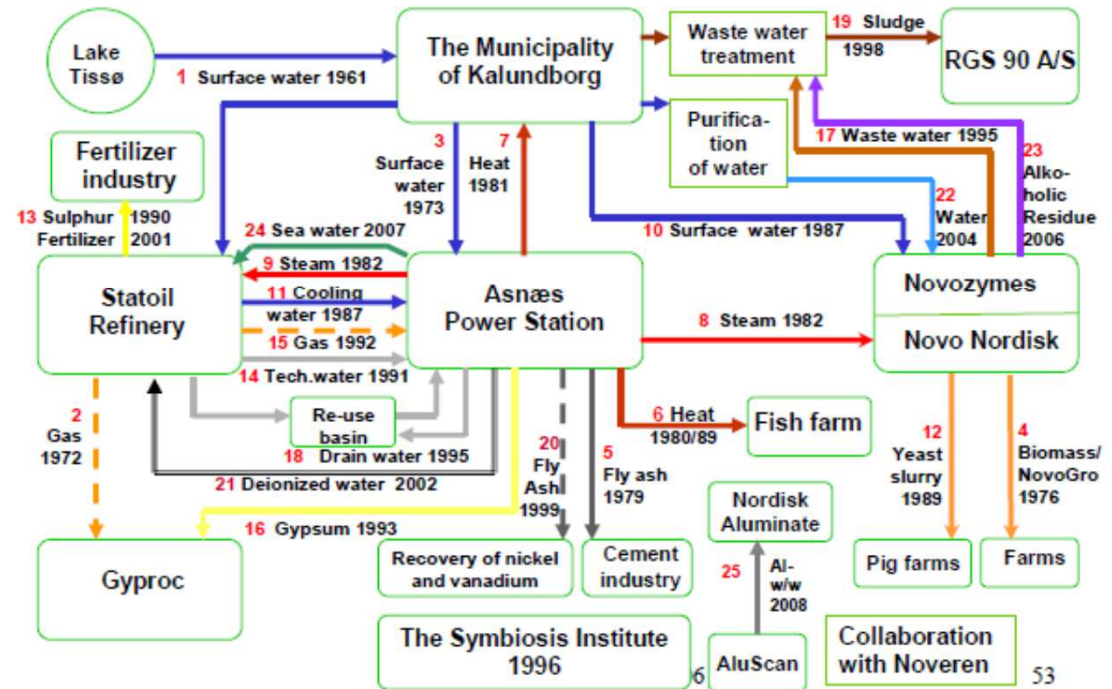 Lake
Tissø
1 Surface water 1961
The Municipality
of Kalundborg
Waste water
treatment
19 Sludge
1998
RGS 90 A/S
Fertilizer
industry
3
Surface
water
1973
7
Heat
1981
Purifica-
tion
of water
17 Waste water 1995
23
Alko-
holic
Residue
2006
22
Water
2004
10 Surface water 1987
13 Sulphur 1990
Fertilizer 2001
24 Sea water 2007
9 Steam 1982
11 Cooling
water 1987
15 Gas 1992
14 Tech.water 1991
Statoil
Refinery
Asnæs
Power Station
8 Steam 1982
Novozymes
Novo Nordisk
2
Gas
1972
Re-use
basin
18 Drain water 1995
21 Deionized water 2002
16 Gypsum 1993
20
Fly
Ash
1999
5
Fly ash
1979
6 Heat
1980/89
Fish farm
12
Yeast
slurry
1989
4
Biomass/
NovoGro
1976
Gyproc
Recovery of nickel
and vanadium
Cement
industry
Nordisk
Aluminate
25
Al-
w/w
2008
Pig farms
Farms
The Symbiosis Institute
1996
6
AluScan
Collaboration
with Noveren
53